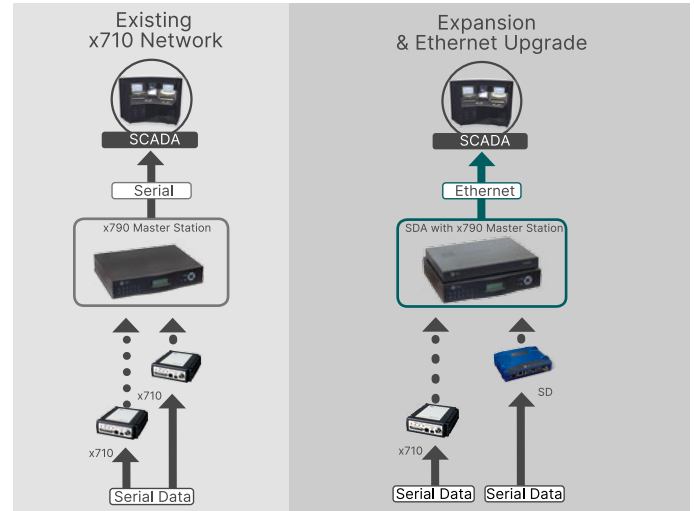 Existing
x710 Network
SCADA
Serial
x790 Master Station
x710
x710
Serial Data
Expansion
& Ethernet Upgrade
SCADA
Ethernet
SDA with x790 Master Station
SD
x710
Serial Data
Serial Data